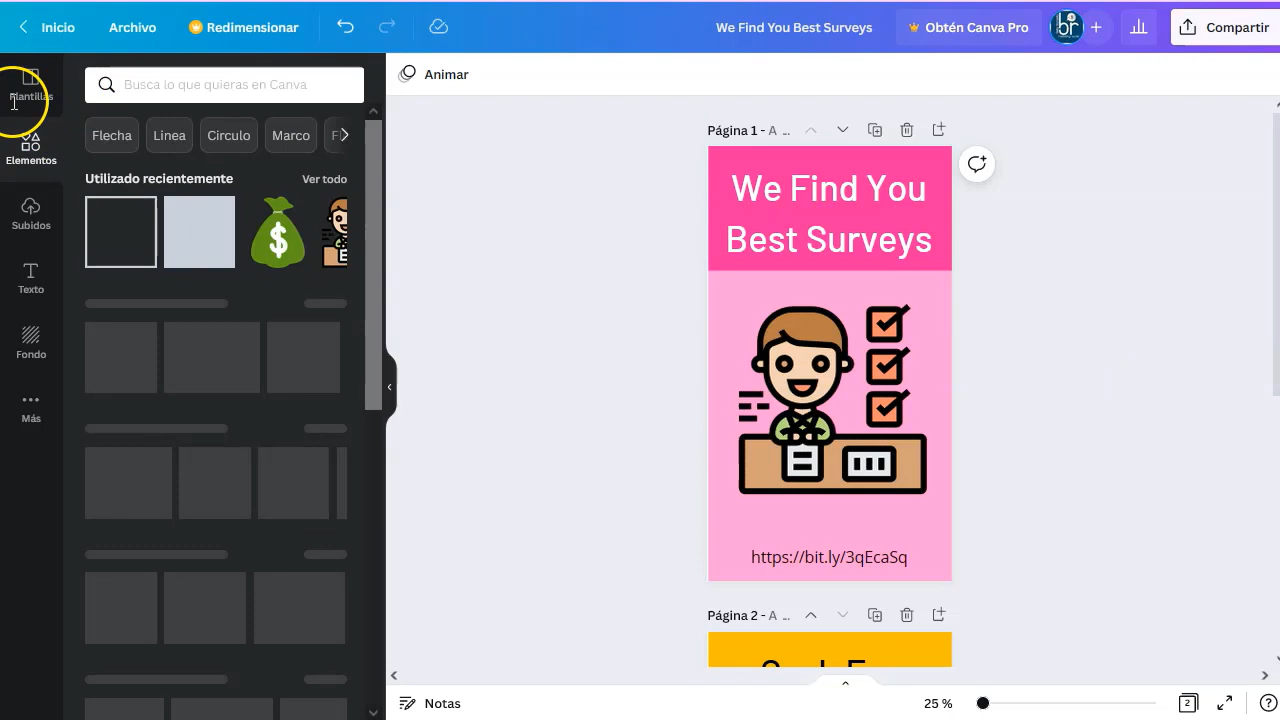 Inicio
Archivo
Redimensionar
We Find You Best Surveys
Obtén Canva Pro
Compartir
Plantillas
Elementos
Subidos
Texto
Fondo
Más
Busca lo que quieras en Canva
Flecha
Linea
Circulo
Marco
Utilizado recientemente
Ver todo
Animar
Página 1 - A ...
We Find You
Best Surveys
https://bit.ly/3qEcaSq
Página 2 - A ...
Notas
25 %
2